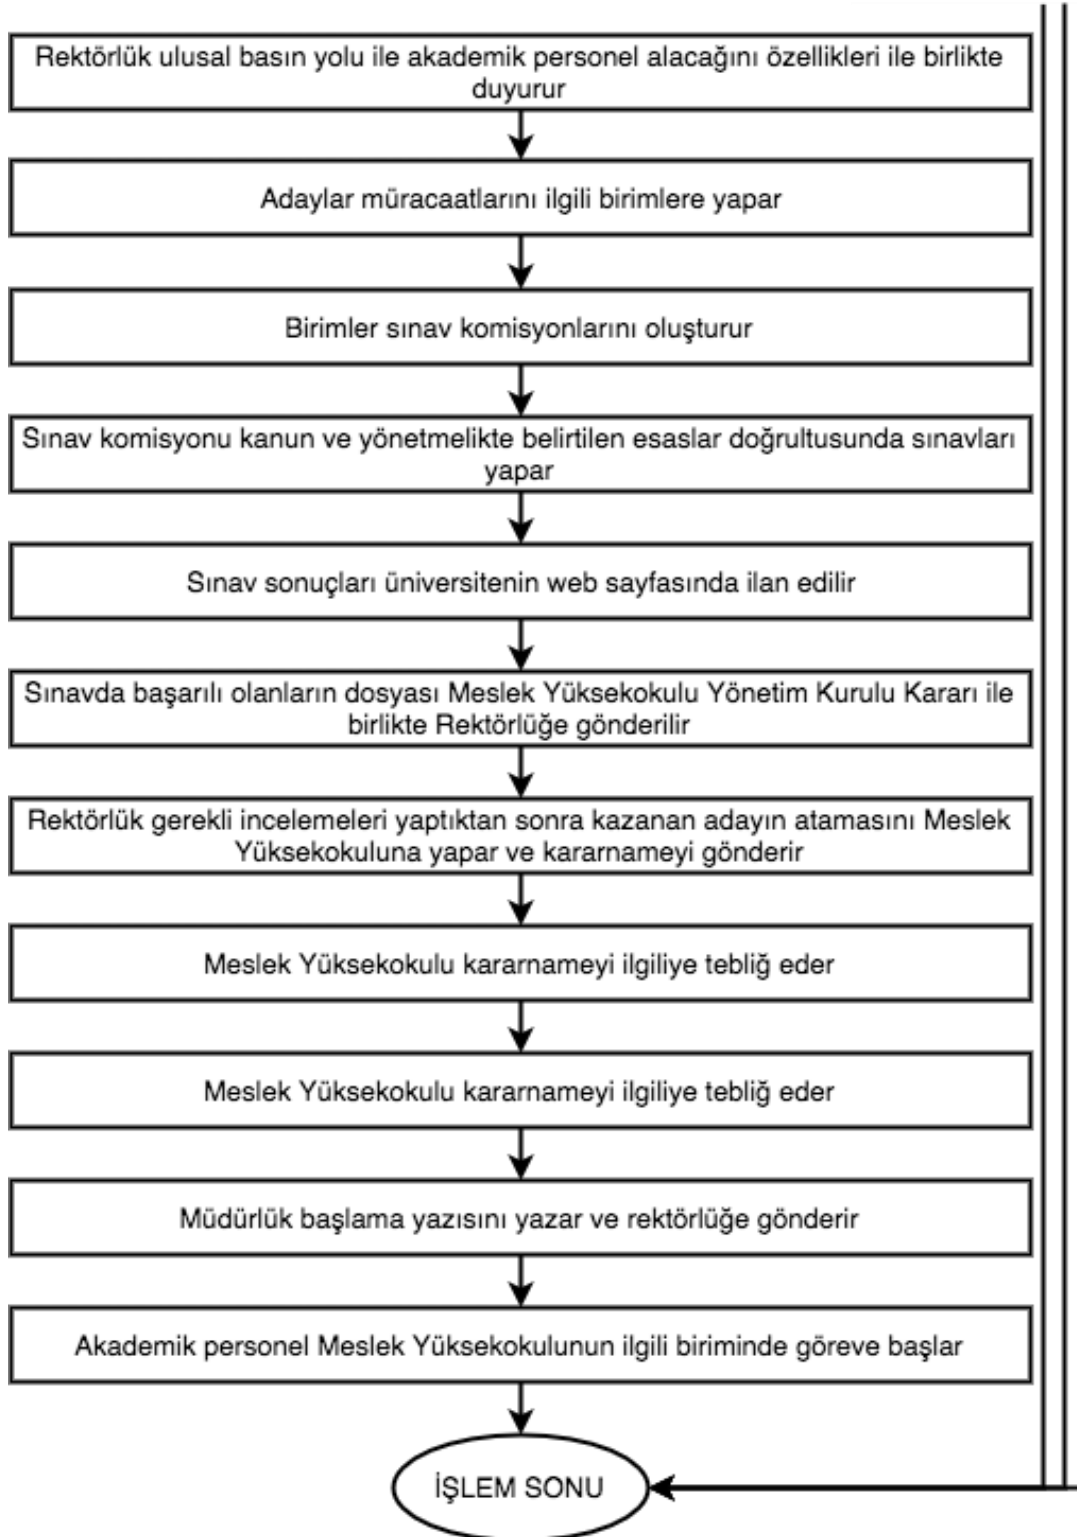 Rektörlük ulusal basın yolu ile akademik personel alacağını özellikleri ile birlikte
duyurur
Adaylar müracaatlarını ilgili birimlere yapar
Birimler sınav komisyonlarını oluşturur
Sınav komisyonu kanun ve yönetmelikte belirtilen esaslar doğrultusunda sınavları
yapar
Sınav sonuçları üniversitenin web sayfasında ilan edilir
Sınavda başarılı olanların dosyası Meslek Yüksekokulu Yönetim Kurulu Kararı ile
birlikte Rektörlüğe gönderilir
Rektörlük gerekli incelemeleri yaptıktan sonra kazanan adayın atamasını Meslek
Yüksekokuluna yapar ve kararnameyi gönderir
Meslek Yüksekokulu kararnameyi ilgiliye tebliğ eder
Meslek Yüksekokulu kararnameyi ilgiliye tebliğ eder
Müdürlük başlama yazısını yazar ve rektörlüğe gönderir
Akademik personel Meslek Yüksekokulunun ilgili biriminde göreve başlar
İŞLEM SONU